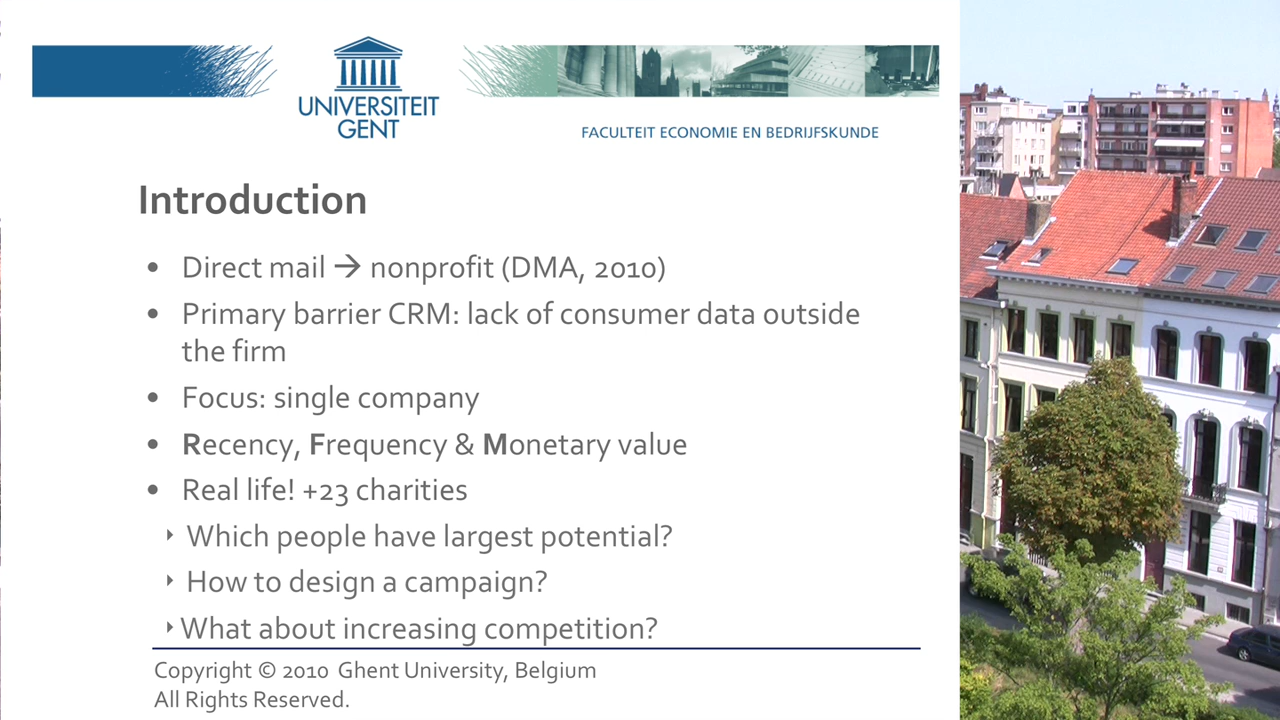 UNIVERSITEIT
GENT
FACULTEIT ECONOMIE EN BEDRIJFSKUNDE
Introduction
• Direct mail → nonprofit (DMA, 2010)
• Primary barrier CRM: lack of consumer data outside
the firm
• Focus: single company
• Recency, Frequency & Monetary value
• Real life! +23 charities
‣ Which people have largest potential?
‣ How to design a campaign?
‣ What about increasing competition?
Copyright © 2010 Ghent University, Belgium
All Rights Reserved.